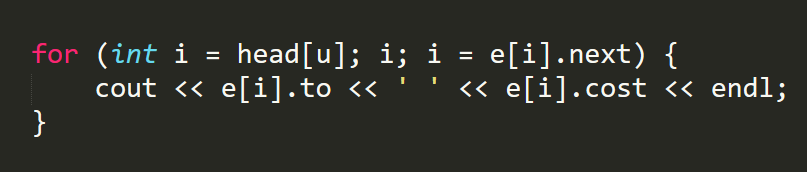 for (int i = head[u]; i; i = e[i].next) {
    cout << e[i].to << ' ' << e[i].cost << endl;
}